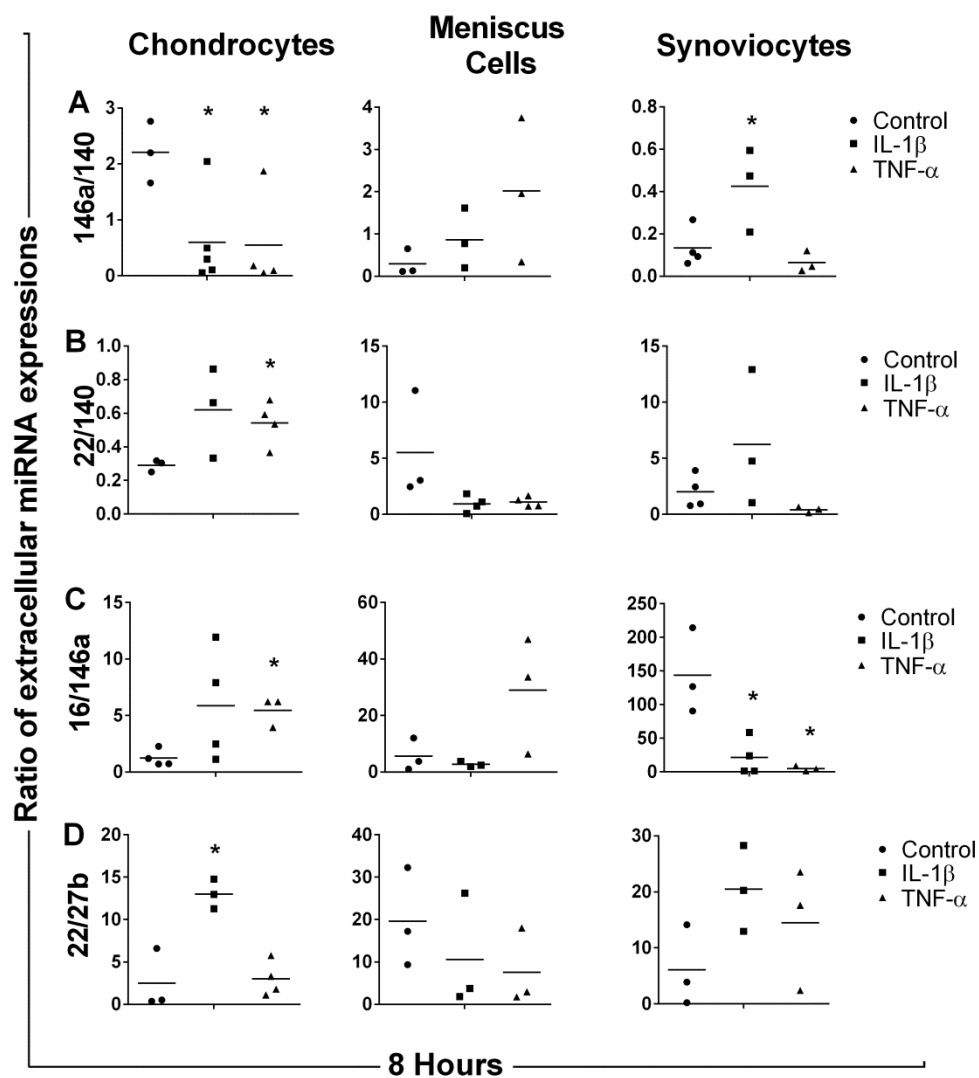 Chondrocytes
Meniscus
Cells
Synoviocytes
Ratio of extracellular miRNA expressions
A
146a/140
3
2
1
0
* *
4
3
2
1
0
0.8
0.6
0.4
0.2
0.0
*
Control
IL-1β
TNF-α
B
22/140
1.0
0.8
0.6
0.4
0.2
0.0
*
15
10
5
0
15
10
5
0
Control
IL-1β
TNF-α
C
16/146a
15
10
5
0
*
60
40
20
0
250
200
150
100
50
0
* *
Control
IL-1β
TNF-α
D
22/27b
20
15
10
5
0
*
40
30
20
10
0
30
20
10
0
Control
IL-1β
TNF-α
8 Hours